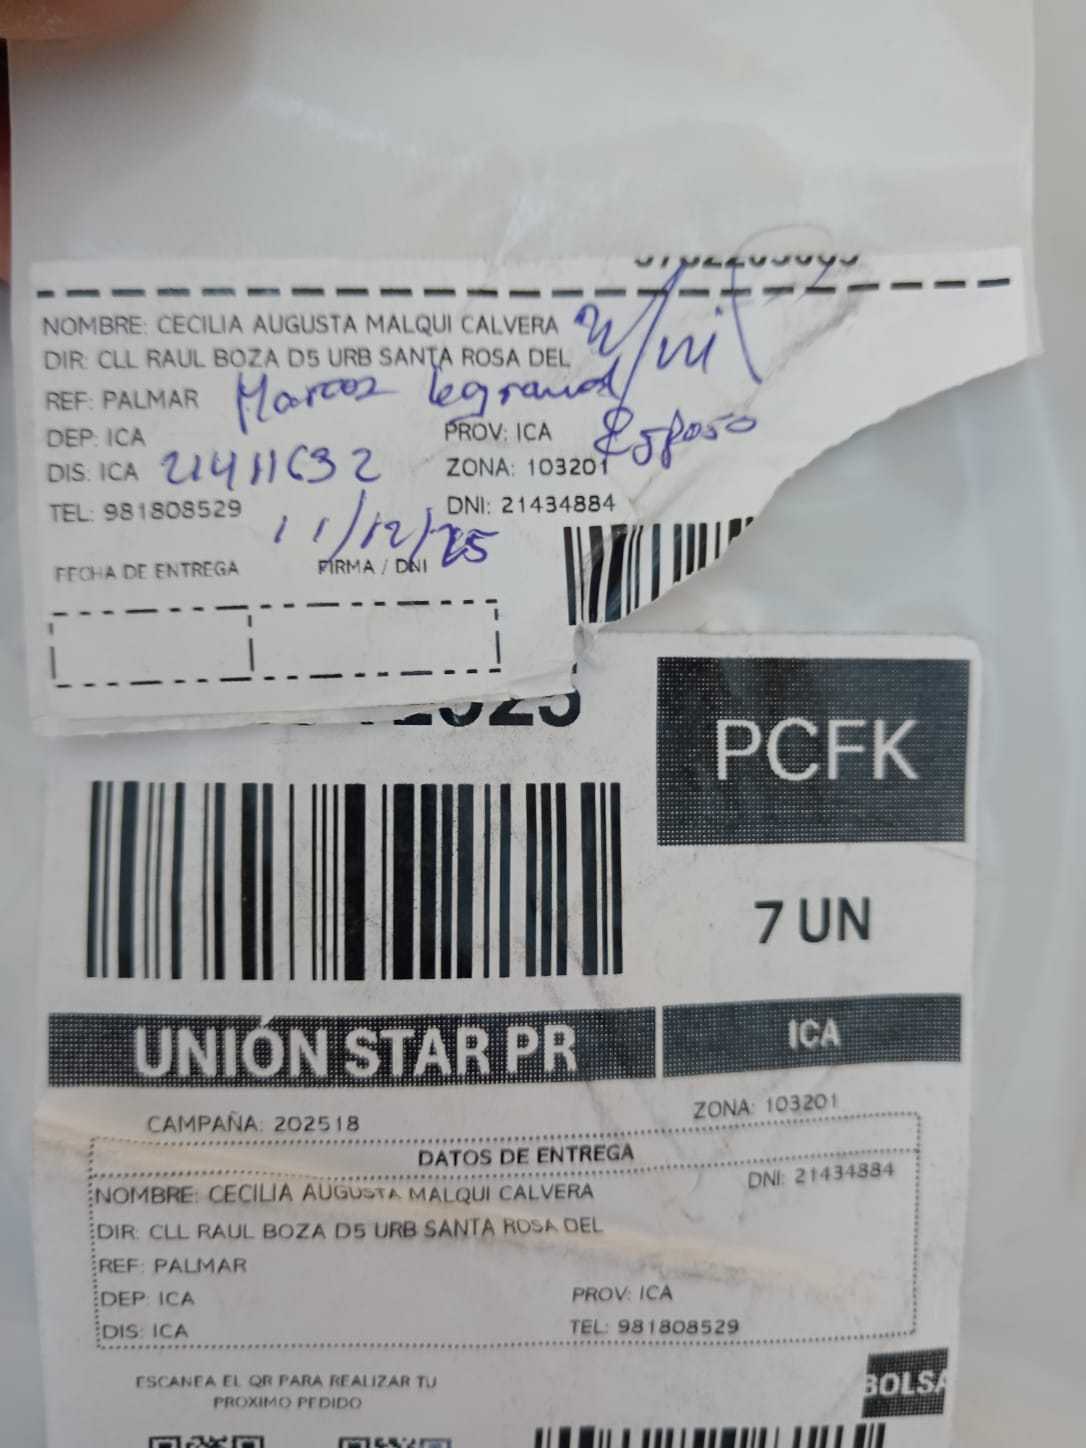 NOMBRE: CECILIA AUGUSTA MALQUI CALVERA
DIR: CLL RAUL BOZA D5 URB SANTA ROSA DEL
REF: PALMAR Marcos legrand
DEP: ICA PROV: ICA Esposo
DIS: ICA 21411632 ZONA: 103201
TEL: 981808529 DNI: 21434884
11/12/25
FECHA DE ENTREGA FIRMA / DNI
PCFK
7 UN
UNIÓN STAR PR ICA
CAMPAÑA: 202518 ZONA: 103201
DATOS DE ENTREGA
DNI: 21434884
NOMBRE: CECILIA AUGUSTA MALQUI CALVERA
DIR: CLL RAUL BOZA D5 URB SANTA ROSA DEL
REF: PALMAR
DEP: ICA PROV: ICA
DIS: ICA TEL: 981808529
ESCANEA EL QR PARA REALIZAR TU
PROXIMO PEDIDO
BOLSA